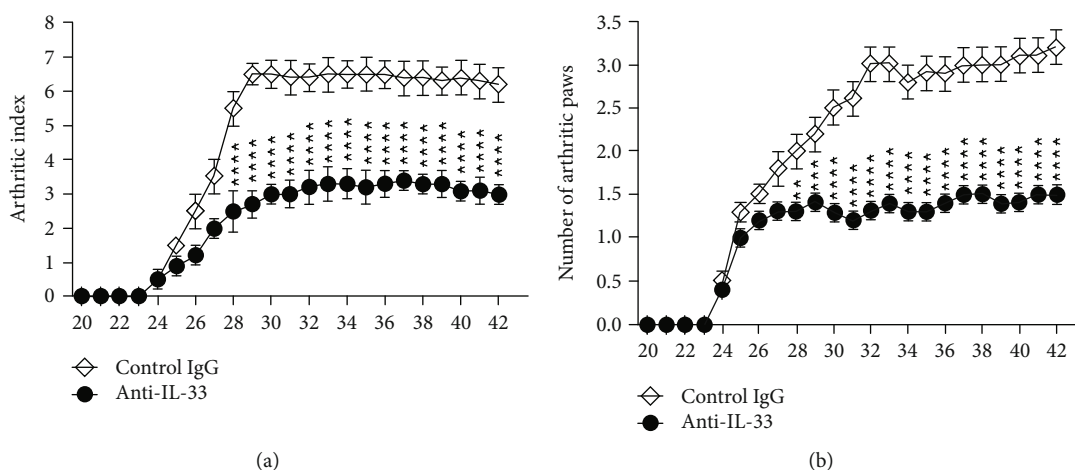 Arthritic index
8
7
6
5
4
3
2
1
0
20 22 24 26 28 30 32 34 36 38 40 42
Control IgG
Anti-IL-33
(a)
Number of arthritic paws
3.5
3.0
2.5
2.0
1.5
1.0
0.5
0.0
20 22 24 26 28 30 32 34 36 38 40 42
Control IgG
Anti-IL-33
(b)